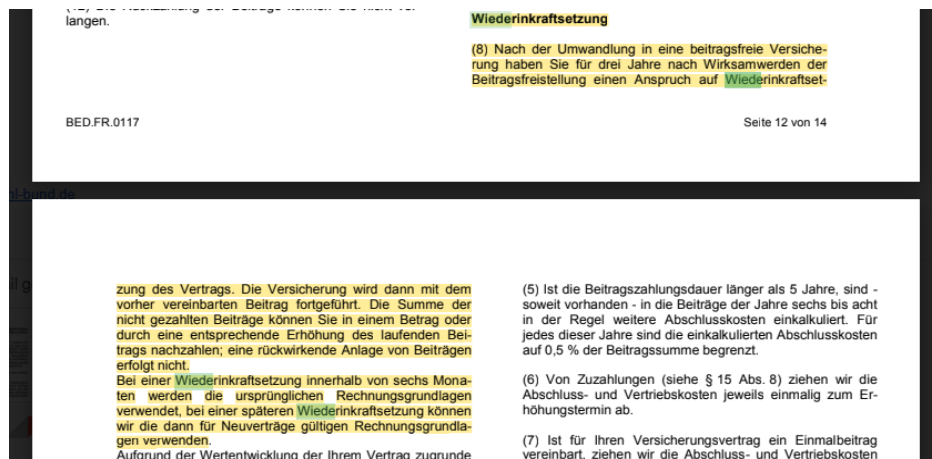 langen.
Wiederinkraftsetzung
(8) Nach der Umwandlung in eine beitragsfreie Versiche-
rung haben Sie für drei Jahre nach Wirksamwerden der
Beitragsfreistellung einen Anspruch auf Wiederinkraftset-
BED.FR.0117
Seite 12 von 14
nl-bund.de
zung des Vertrags. Die Versicherung wird dann mit dem
vorher vereinbarten Beitrag fortgeführt. Die Summe der
nicht gezahlten Beiträge können Sie in einem Betrag oder
durch eine entsprechende Erhöhung des laufenden Bei-
trags nachzahlen; eine rückwirkende Anlage von Beiträgen
erfolgt nicht.
Bei einer Wiederinkraftsetzung innerhalb von sechs Mona-
ten werden die ursprünglichen Rechnungsgrundlagen
verwendet, bei einer späteren Wiederinkraftsetzung können
wir die dann für Neuverträge gültigen Rechnungsgrundla-
gen verwenden.
Aufgrund der Wertentwicklung der Ihrem Vertrag zugrunde
(5) Ist die Beitragszahlungsdauer länger als 5 Jahre, sind -
soweit vorhanden - in die Beiträge der Jahre sechs bis acht
in der Regel weitere Abschlusskosten einkalkuliert. Für
jedes dieser Jahre sind die einkalkulierten Abschlusskosten
auf 0,5 % der Beitragssumme begrenzt.
(6) Von Zuzahlungen (siehe § 15 Abs. 8) ziehen wir die
Abschluss- und Vertriebskosten jeweils einmalig zum Er-
höhungstermin ab.
(7) Ist für Ihren Versicherungsvertrag ein Einmalbeitrag
vereinbart, ziehen wir die Abschluss- und Vertriebskosten